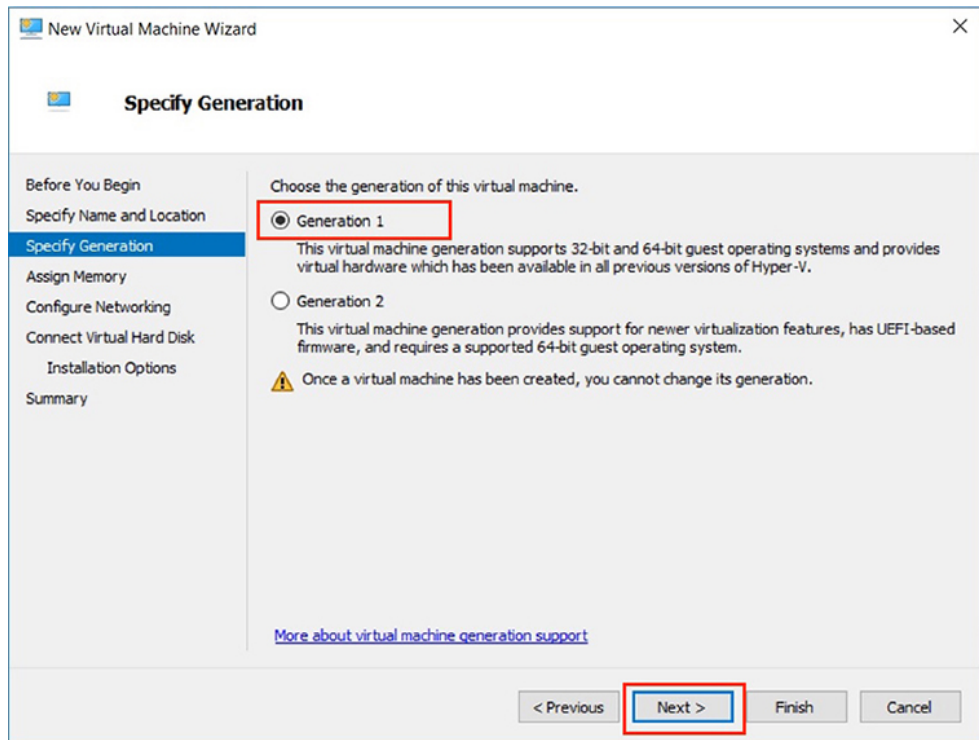 New Virtual Machine Wizard
Specify Generation
Before You Begin
Specify Name and Location
Specify Generation
Assign Memory
Configure Networking
Connect Virtual Hard Disk
Installation Options
Summary
Choose the generation of this virtual machine.
Generation 1
This virtual machine generation supports 32-bit and 64-bit guest operating systems and provides
virtual hardware which has been available in all previous versions of Hyper-V.
Generation 2
This virtual machine generation provides support for newer virtualization features, has UEFI-based
firmware, and requires a supported 64-bit guest operating system.
Once a virtual machine has been created, you cannot change its generation.
More about virtual machine generation support
< Previous
Next >
Finish
Cancel